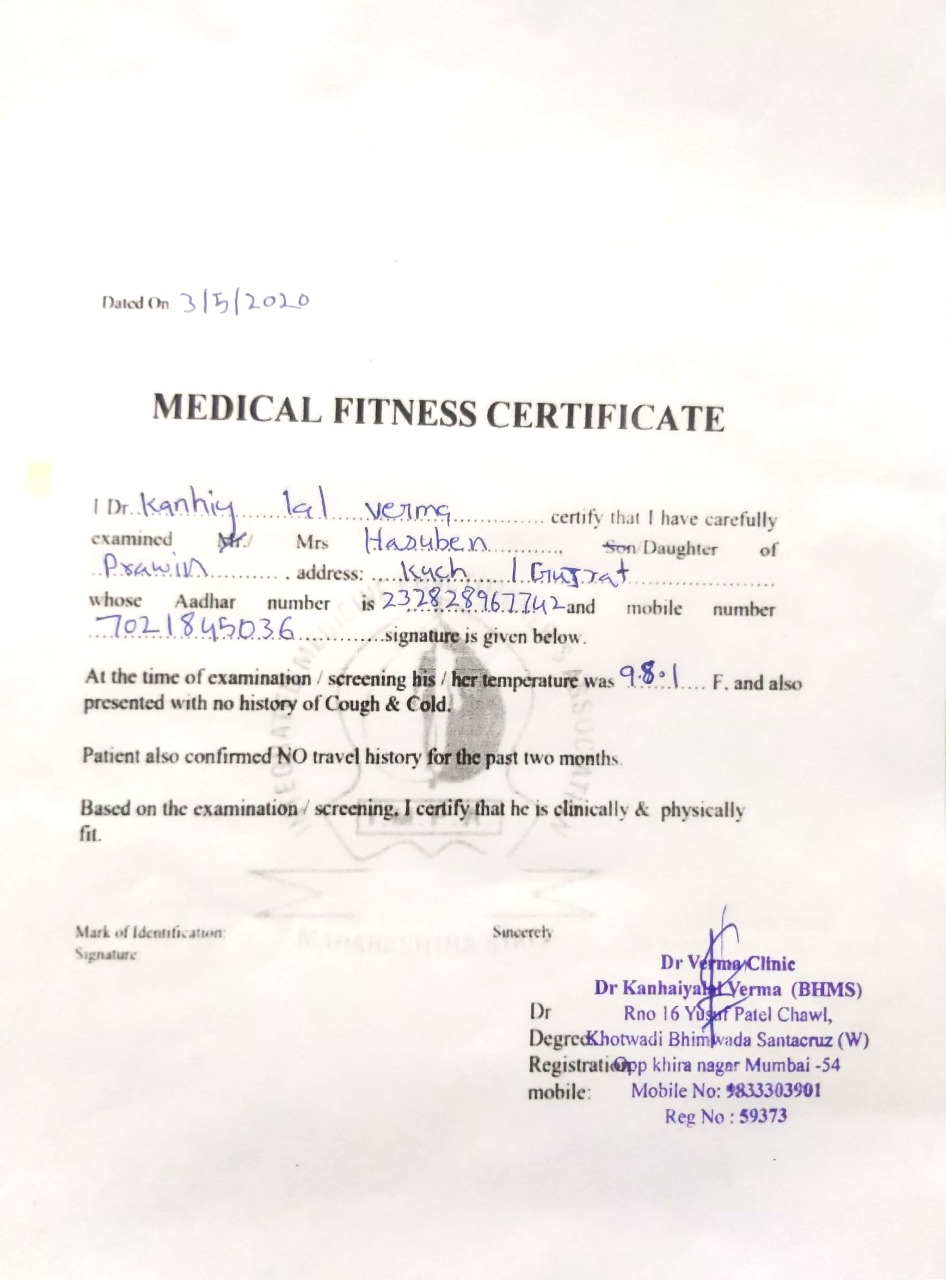 Dated On 3/5/2020
MEDICAL FITNESS CERTIFICATE
I Dr. Kanhiy lal verma certify that I have carefully
examined Mr./ Mrs Hasuben Son/Daughter of
Prawin address: Kuch / Gujrat
whose Aadhar number is 232828967742 and mobile number
7021845036 signature is given below.
At the time of examination / screening his / her temperature was 98.1 F. and also
presented with no history of Cough & Cold.
Patient also confirmed NO travel history for the past two months.
Based on the examination / screening, I certify that he is clinically & physically
fit.
Mark of Identification:
Signature
Sincerely
Dr Verma Clinic
Dr Kanhaiyalal Verma (BHMS)
Dr Rno 16 Yusuf Patel Chawl,
Degree Khotwadi Bhimwada Santacruz (W)
Registration Opp khira nagar Mumbai -54
mobile: Mobile No: 9833303901
Reg No : 59373